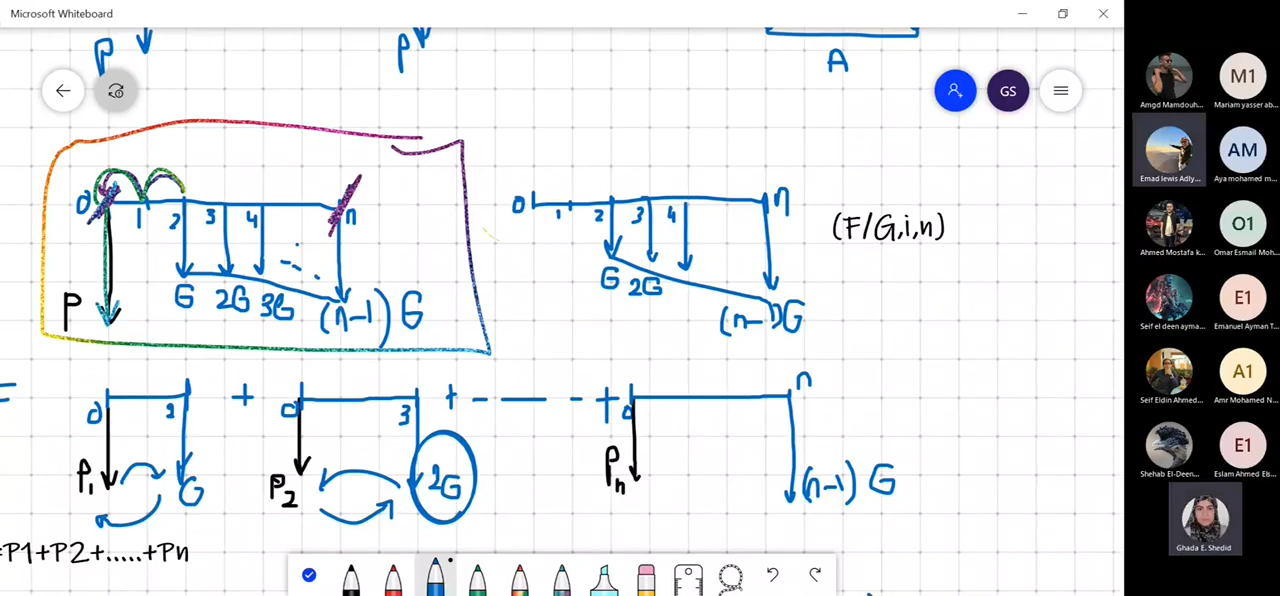 Microsoft Whiteboard
P
P
A
GS
0 1 2 3 4 n
P G 2G 3G (n-1) G
0 1 2 3 4 n
G 2G (n-1)G
(F/G,i,n)
= 0 2 + 0 3 + - - - - + 0 n
P1 G P2 2G Pn (n-1) G
=P1+P2+.....+Pn
M1
Amgd Mamdouh... Mariam yasser ab...
AM
Emad lewis Adly... Aya mohamed m...
O1
Ahmed Mostafa k... Omar Esmail Moh...
E1
Seif el deen ayma... Emanuel Ayman T...
A1
Seif Eldin Ahmed... Amr Mohamed N...
E1
Shehab El-Deen... Eslam Ahmed Eb...
Ghada E. Shedid